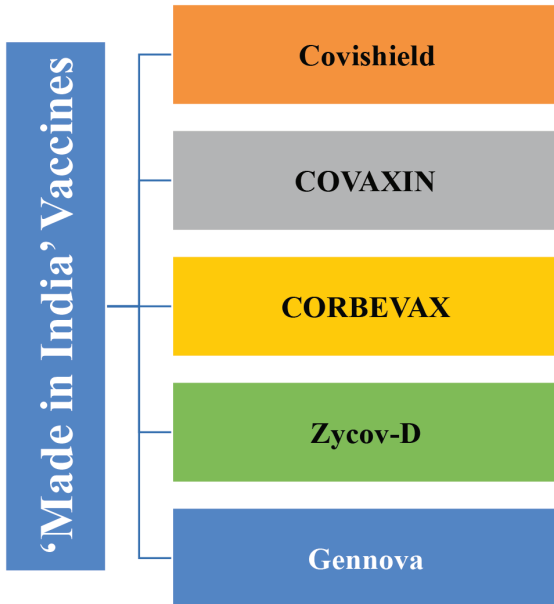 ‘Made in India’ Vaccines
Covishield
COVAXIN
CORBEVAX
Zycov-D
Gennova